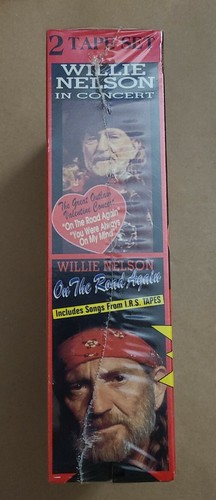 2 TAPE SET
WILLIE
NELSON
IN CONCERT
The Great Outlaw
Valentine Concert
"On The Road Again"
"You Were Always
On My Mind"
WILLIE NELSON
On The Road Again
Includes Songs From I.R.S. TAPES